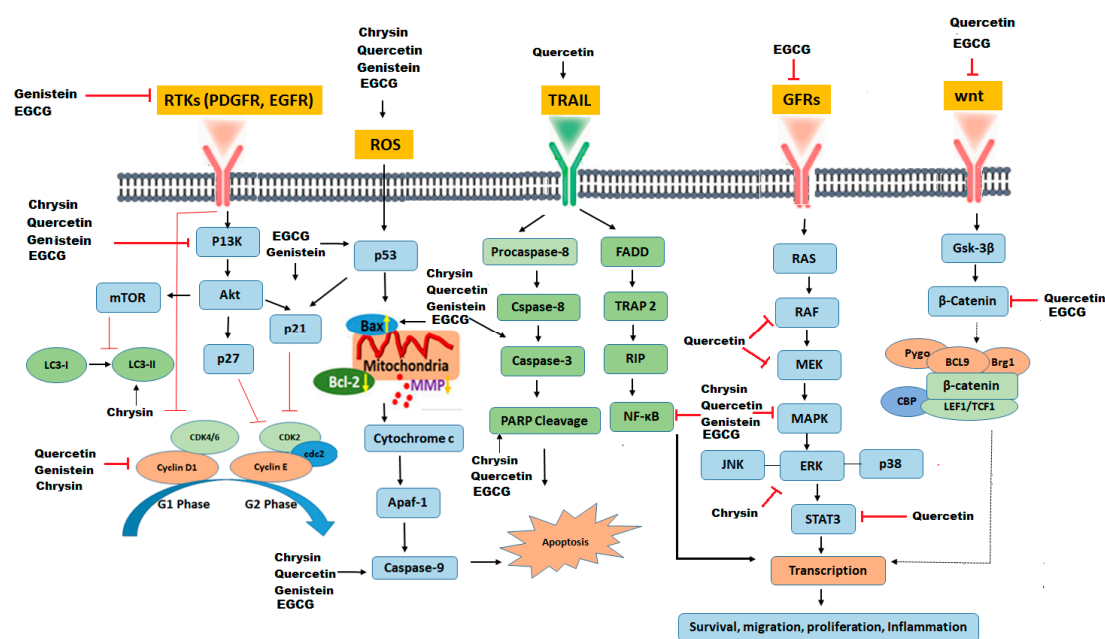 Chrysin
Quercetin
Genistein
EGCG
Quercetin
EGCG
Quercetin
EGCG
Genistein
EGCG
RTKs (PDGFR, EGFR)
ROS
TRAIL
GFRs
wnt
Chrysin
Quercetin
Genistein
EGCG
P13K
EGCG
Genistein
p53
Procaspase-8
FADD
RAS
Gsk-3β
mTOR
Akt
p21
Chrysin
Quercetin
Genistein
EGCG
Cspase-8
TRAP 2
RAF
β-Catenin
Quercetin
EGCG
Bax
p27
LC3-I
LC3-II
Mitochondria
Bcl-2
MMP
Caspase-3
RIP
Quercetin
MEK
Pygo
BCL9
Brg1
β-catenin
CBP
LEF1/TCF1
Chrysin
PARP Cleavage
NF-κB
Chrysin
Quercetin
Genistein
EGCG
MAPK
CDK4/6
CDK2
cdc2
Cyclin D1
Cyclin E
Quercetin
Genistein
Chrysin
G1 Phase
G2 Phase
Cytochrome c
Chrysin
Quercetin
EGCG
JNK
ERK
p38
Apaf-1
Chrysin
STAT3
Quercetin
Apoptosis
Chrysin
Quercetin
Genistein
EGCG
Caspase-9
Transcription
Survival, migration, proliferation, Inflammation